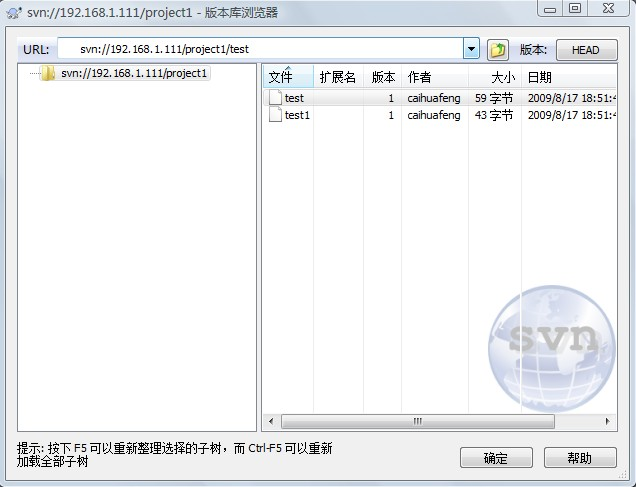 svn://192.168.1.111/project1 - 版本库浏览器
URL: svn://192.168.1.111/project1/test 版本: HEAD
svn://192.168.1.111/project1
文件 扩展名 版本 作者 大小 日期
test 1 caihuafeng 59 字节 2009/8/17 18:51:4
test1 1 caihuafeng 43 字节 2009/8/17 18:51:4
svn
提示: 按下 F5 可以重新整理选择的子树，而 Ctrl-F5 可以重新
加载全部子树
确定 帮助